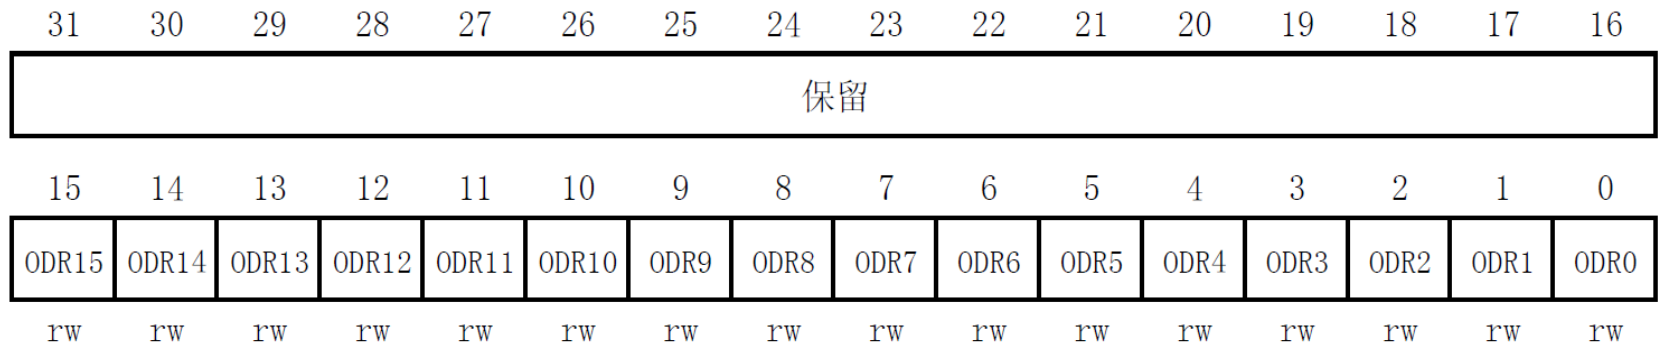 31 30 29 28 27 26 25 24 23 22 21 20 19 18 17 16
保留
15 14 13 12 11 10 9 8 7 6 5 4 3 2 1 0
ODR15 ODR14 ODR13 ODR12 ODR11 ODR10 ODR9 ODR8 ODR7 ODR6 ODR5 ODR4 ODR3 ODR2 ODR1 ODR0
rw rw rw rw rw rw rw rw rw rw rw rw rw rw rw rw